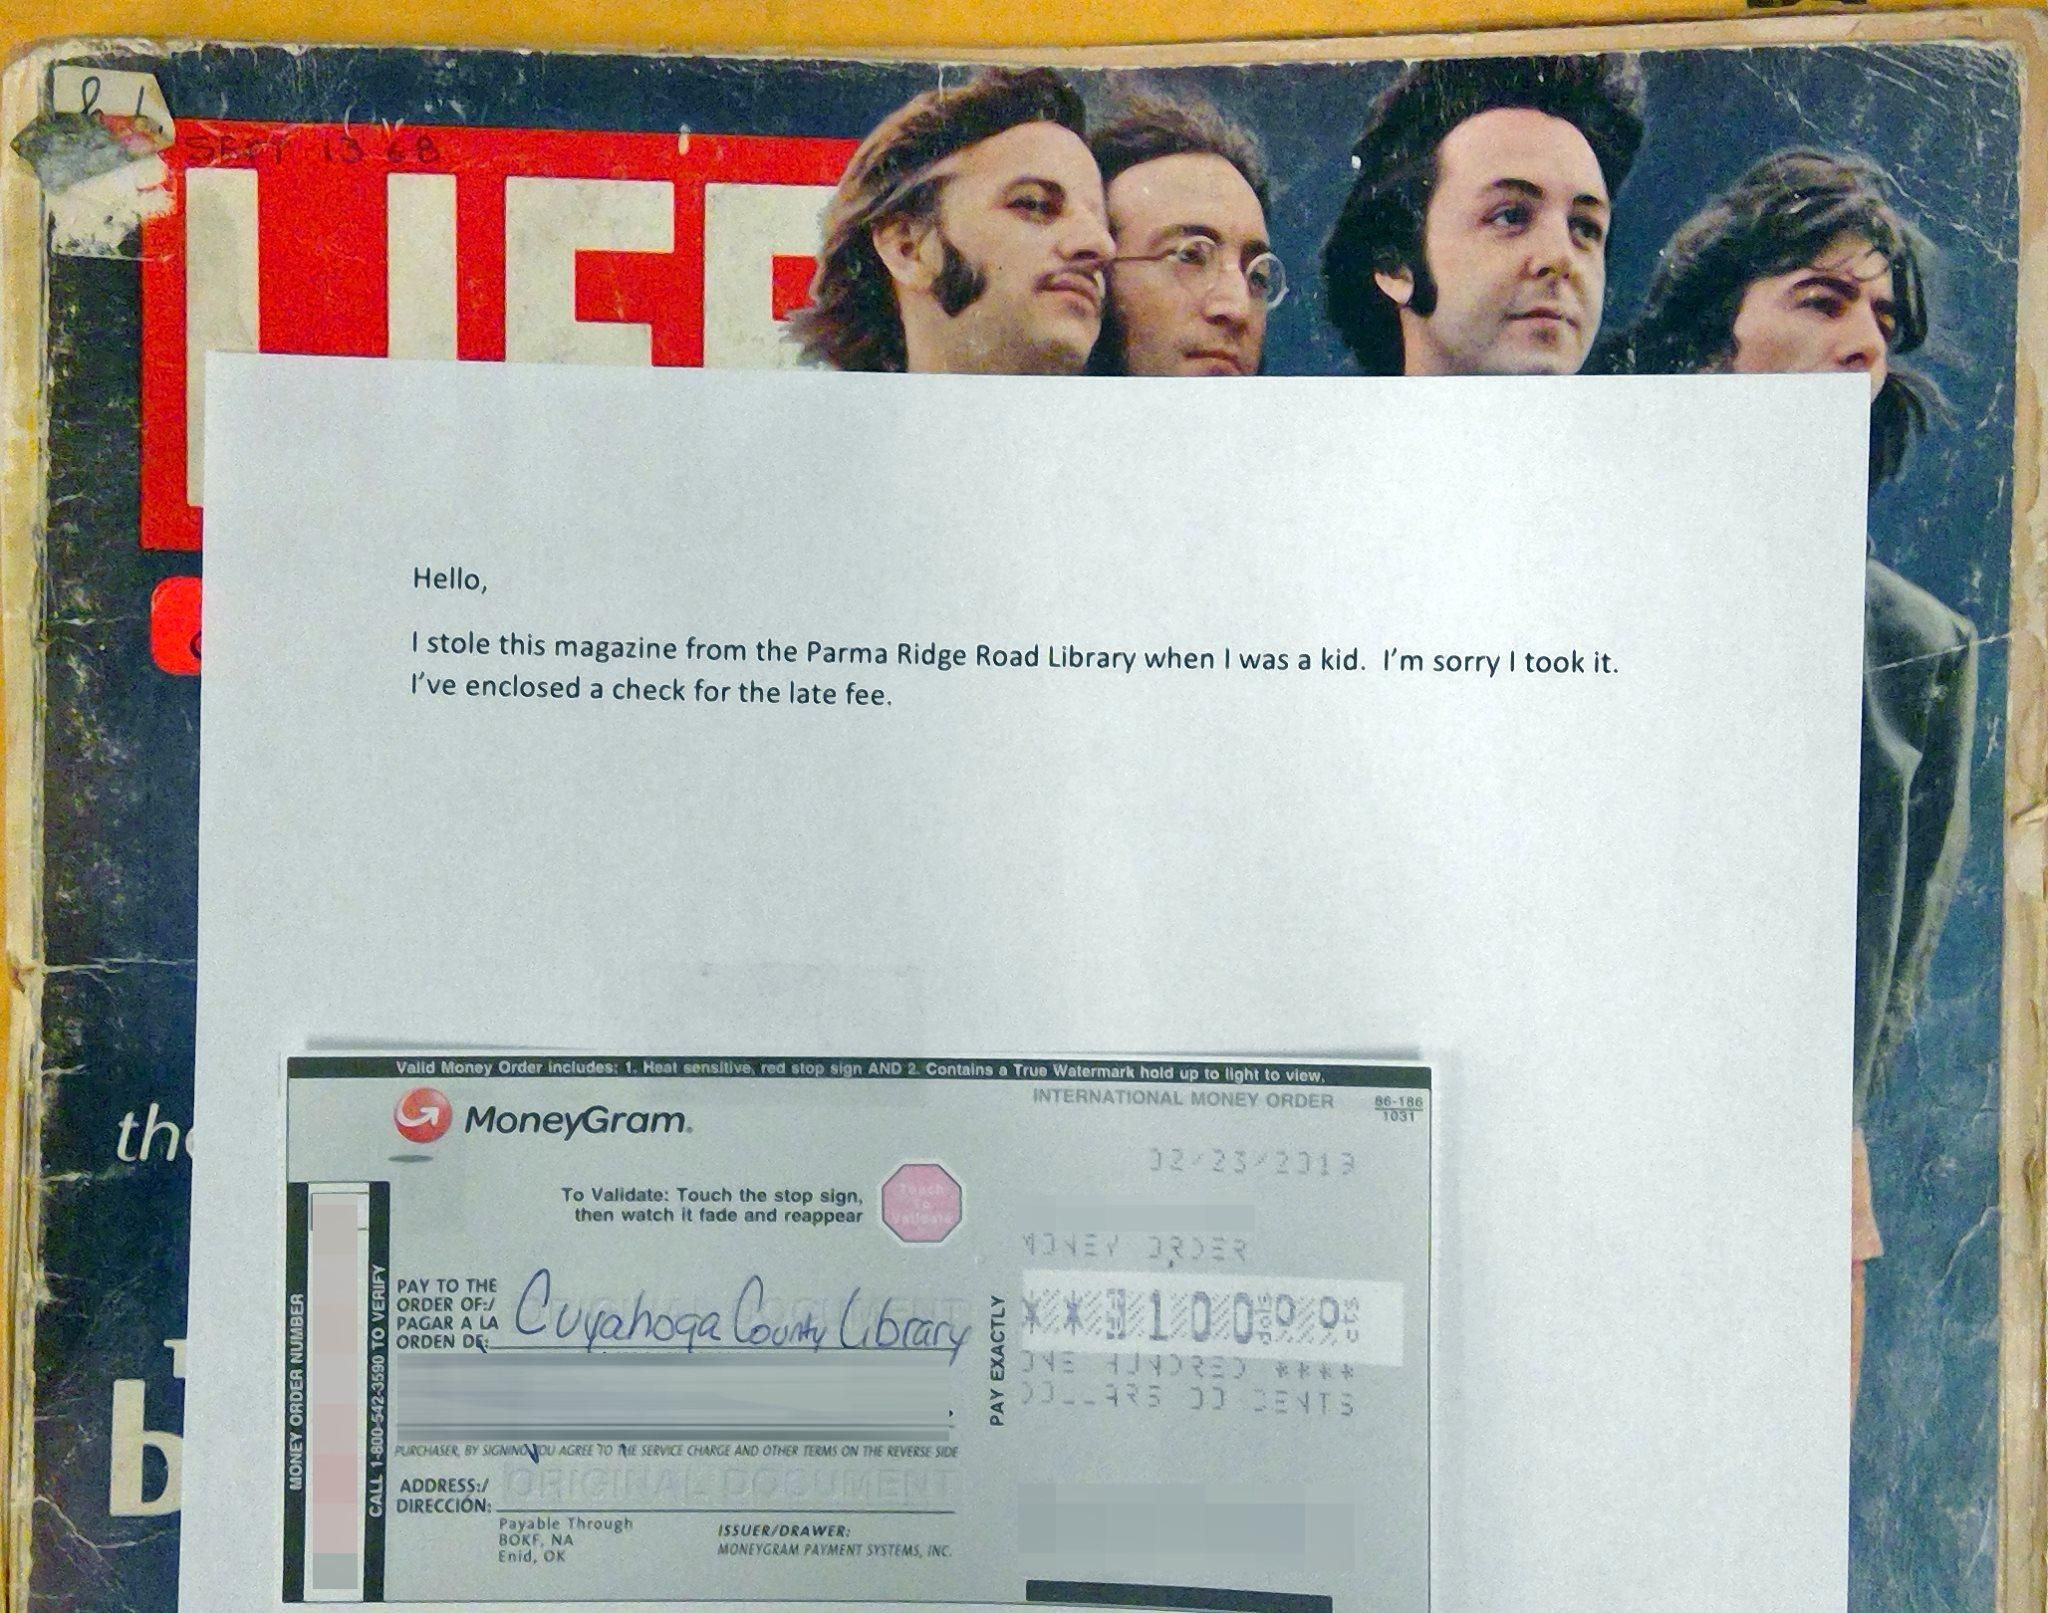 h.L.
SEPT 13 68
LIFE
Hello,
I stole this magazine from the Parma Ridge Road Library when I was a kid.  I'm sorry I took it.
I've enclosed a check for the late fee.
the
b
Valid Money Order includes: 1. Heat sensitive, red stop sign AND 2. Contains a True Watermark hold up to light to view.
MoneyGram.
INTERNATIONAL MONEY ORDER
86-186
1031
To Validate: Touch the stop sign,
then watch it fade and reappear
Touch
To
Validate
MONEY ORDER
MONEY ORDER NUMBER
CALL 1-800-542-3590 TO VERIFY
PAY TO THE
ORDER OF:/
PAGAR A LA
ORDEN DE:
Cuyahoga County Library
PAY EXACTLY
**100 00
ONE HUNDRED ****
DOLLARS 00 CENTS
PURCHASER, BY SIGNING YOU AGREE TO THE SERVICE CHARGE AND OTHER TERMS ON THE REVERSE SIDE
ORIGINAL DOCUMENT
ADDRESS:/
DIRECCIÓN:
Payable Through
BOKF, NA
Enid, OK
ISSUER/DRAWER:
MONEYGRAM PAYMENT SYSTEMS, INC.